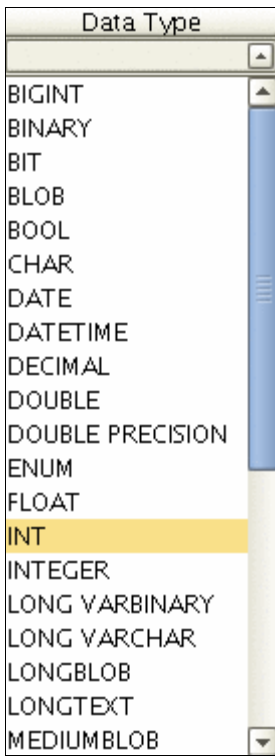 Data Type
BIGINT
BINARY
BIT
BLOB
BOOL
CHAR
DATE
DATETIME
DECIMAL
DOUBLE
DOUBLE PRECISION
ENUM
FLOAT
INT
INTEGER
LONG VARBINARY
LONG VARCHAR
LONGBLOB
LONGTEXT
MEDIUMBLOB